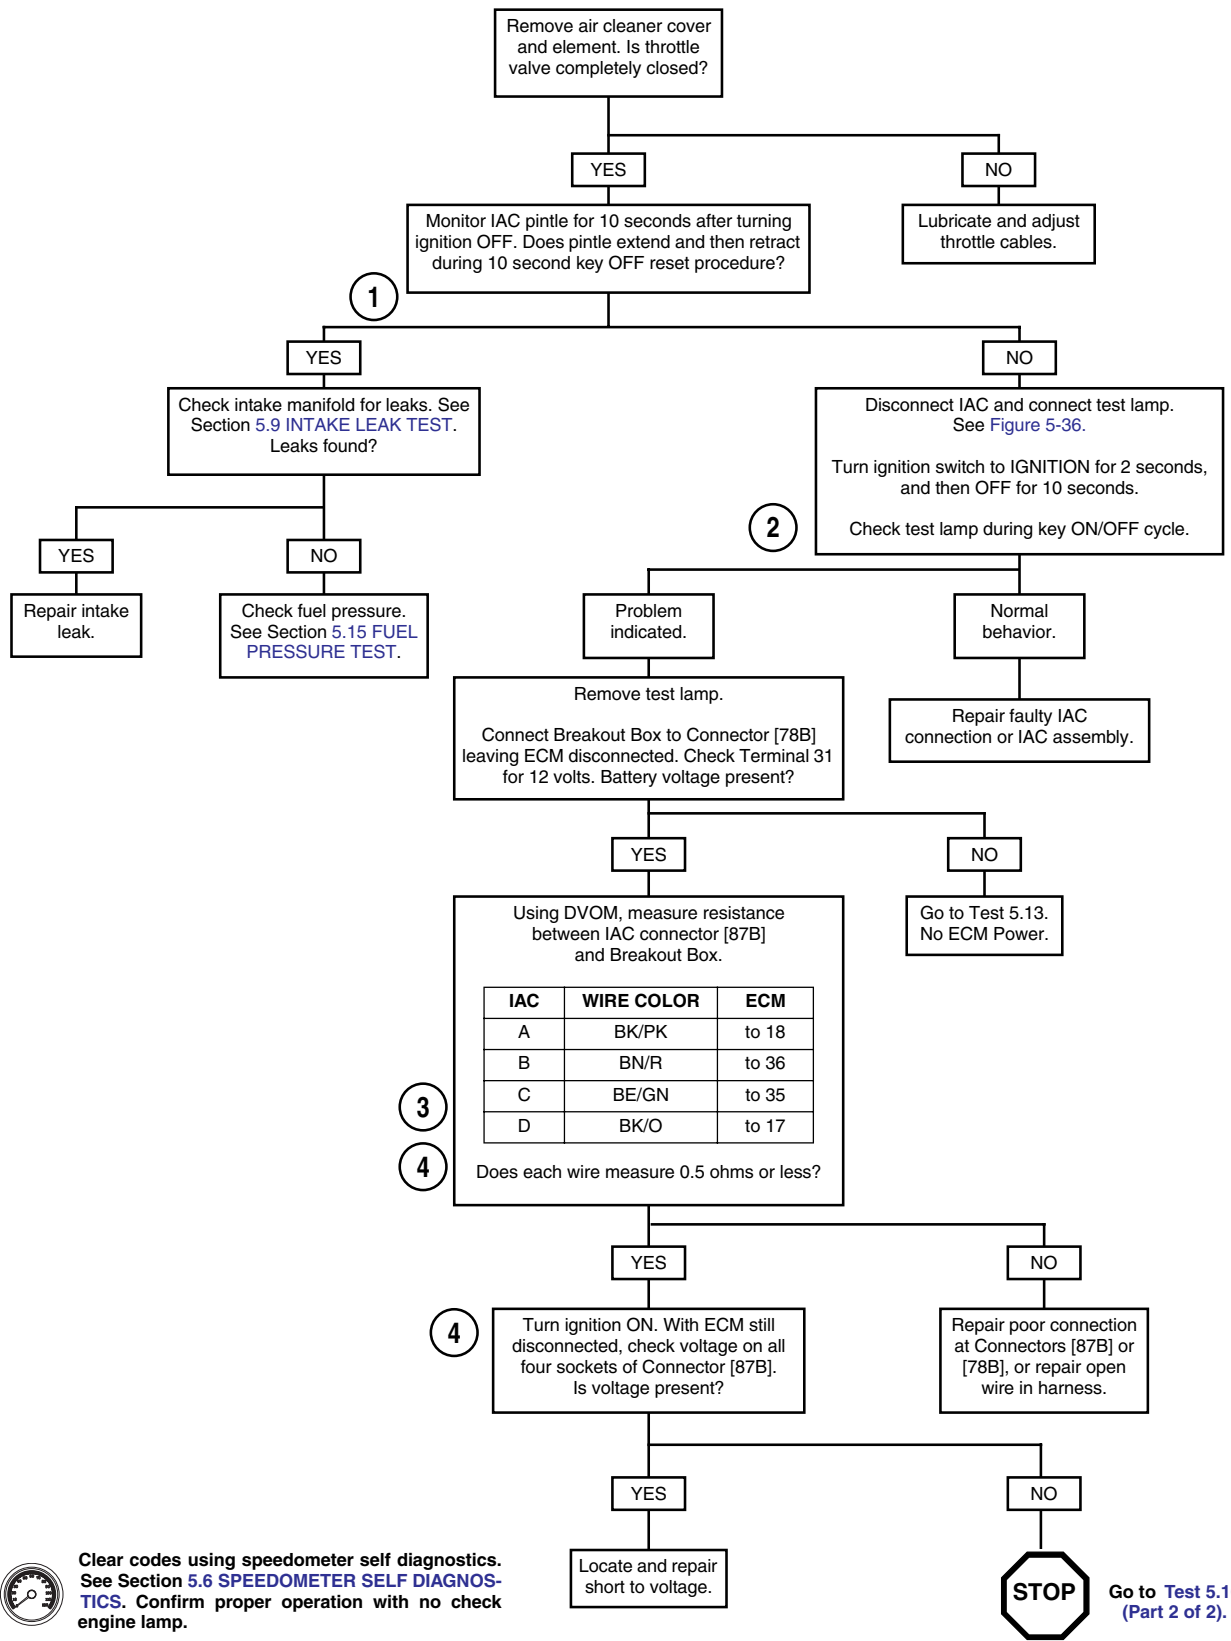 Remove air cleaner cover
and element. Is throttle
valve completely closed?
YES
NO
Monitor IAC pintle for 10 seconds after turning
ignition OFF. Does pintle extend and then retract
during 10 second key OFF reset procedure?
Lubricate and adjust
throttle cables.
1
YES
NO
Check intake manifold for leaks. See
Section 5.9 INTAKE LEAK TEST.
Leaks found?
Disconnect IAC and connect test lamp.
See Figure 5-36.
Turn ignition switch to IGNITION for 2 seconds,
and then OFF for 10 seconds.
Check test lamp during key ON/OFF cycle.
2
YES
NO
Repair intake
leak.
Check fuel pressure.
See Section 5.15 FUEL
PRESSURE TEST.
Problem
indicated.
Normal
behavior.
Remove test lamp.
Connect Breakout Box to Connector [78B]
leaving ECM disconnected. Check Terminal 31
for 12 volts. Battery voltage present?
Repair faulty IAC
connection or IAC assembly.
YES
NO
Using DVOM, measure resistance
between IAC connector [87B]
and Breakout Box.
Go to Test 5.13.
No ECM Power.
IAC WIRE COLOR ECM
A BK/PK to 18
B BN/R to 36
C BE/GN to 35
D BK/O to 17
3
4
Does each wire measure 0.5 ohms or less?
YES
NO
4
Turn ignition ON. With ECM still
disconnected, check voltage on all
four sockets of Connector [87B].
Is voltage present?
Repair poor connection
at Connectors [87B] or
[78B], or repair open
wire in harness.
YES
NO
Locate and repair
short to voltage.
STOP
Go to Test 5.1
(Part 2 of 2).
Clear codes using speedometer self diagnostics.
See Section 5.6 SPEEDOMETER SELF DIAGNOS-
TICS. Confirm proper operation with no check
engine lamp.